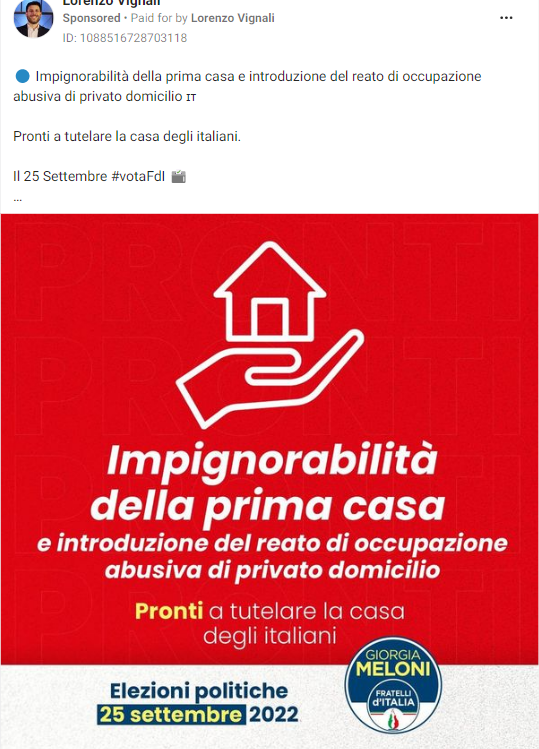 Lorenzo Vignali
Sponsored • Paid for by Lorenzo Vignali
ID: 1088516728703118
🔵 Impignorabilità della prima casa e introduzione del reato di occupazione
abusiva di privato domicilio IT
Pronti a tutelare la casa degli italiani.
Il 25 Settembre #votaFdI 🗳
...
PRONTI
PRONTI
PRONTI
PRONTI
Impignorabilità
della prima casa
e introduzione del reato di occupazione
abusiva di privato domicilio
Pronti a tutelare la casa
degli italiani
Elezioni politiche
25 settembre 2022
GIORGIA
MELONI
FRATELLI
d'ITALIA